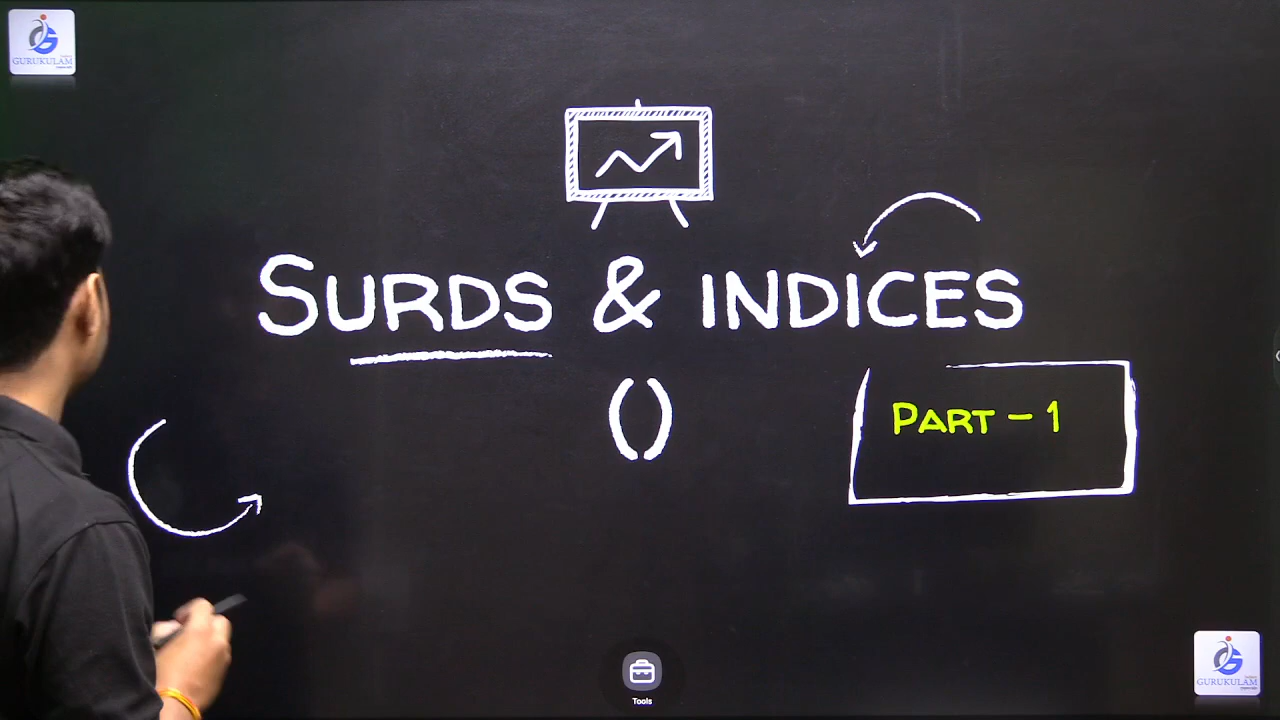 GURUKULAM
SURDS & INDICES
()
PART - 1
Tools
GURUKULAM